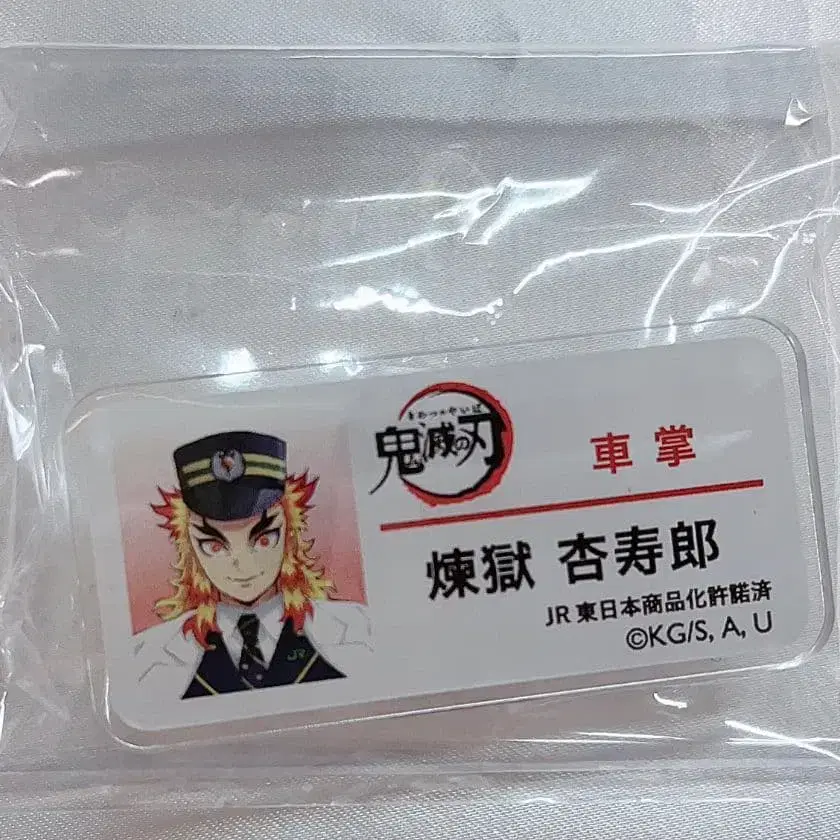 きめつのやいば
鬼滅の刃
車掌
煉獄 杏寿郎
JR東日本商品化許諾済
©KG/S, A, U
JR